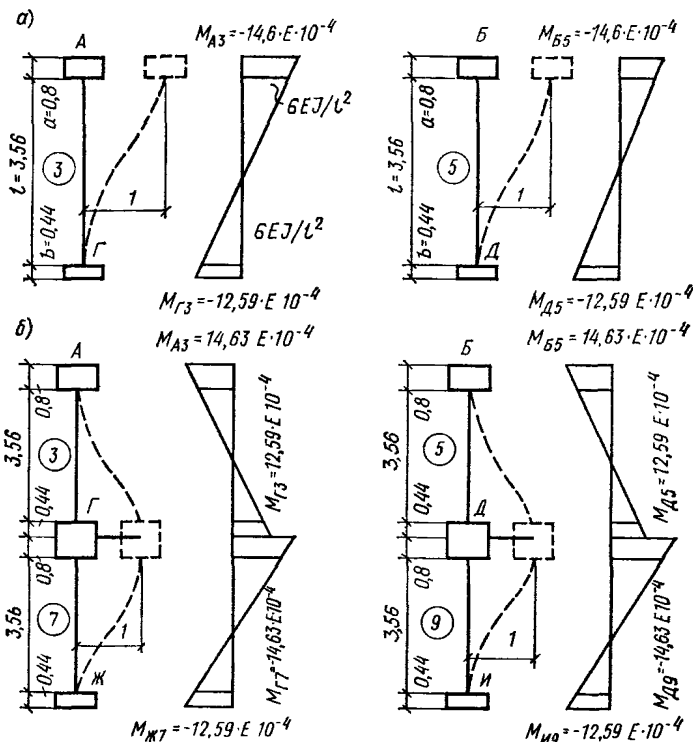 а)
А
M_А3=-14,6·E·10⁻⁴
Б
M_Б5=-14,6·E·10⁻⁴
a=0,8
l=3,56
3
b=0,44
1
Г
6EJ/l²
6EJ/l²
a=0,8
l=3,56
5
b=0,44
1
Д
M_Г3=-12,59·E 10⁻⁴
M_Д5=-12,59·E 10⁻⁴
б)
А
M_А3=14,63 E·10⁻⁴
Б
M_Б5=14,63·E·10⁻⁴
0,8
3,56
3
0,44
Г
M_Г3=12,59·E 10⁻⁴
0,8
3,56
5
0,44
Д
M_Д5=12,59 E 10⁻⁴
0,8
3,56
7
0,44
1
Ж
M_Г7=-14,63·E·10⁻⁴
0,8
3,56
9
0,44
1
И
M_Д9=-14,63 E 10⁻⁴
M_Ж7=-12,59·E 10⁻⁴
M_И9=-12,59 E 10⁻⁴